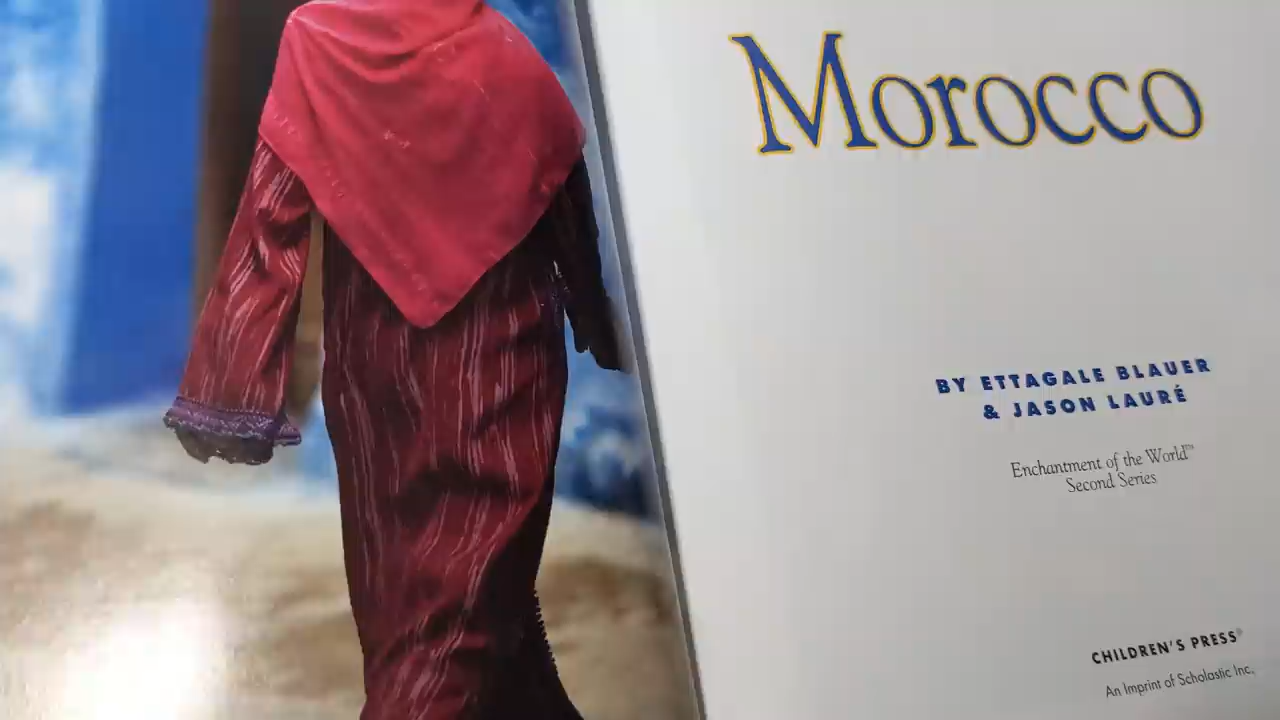 Morocco
BY ETTAGALE BLAUER
& JASON LAURÉ
Enchantment of the World™
Second Series
CHILDREN'S PRESS®
An Imprint of Scholastic Inc.